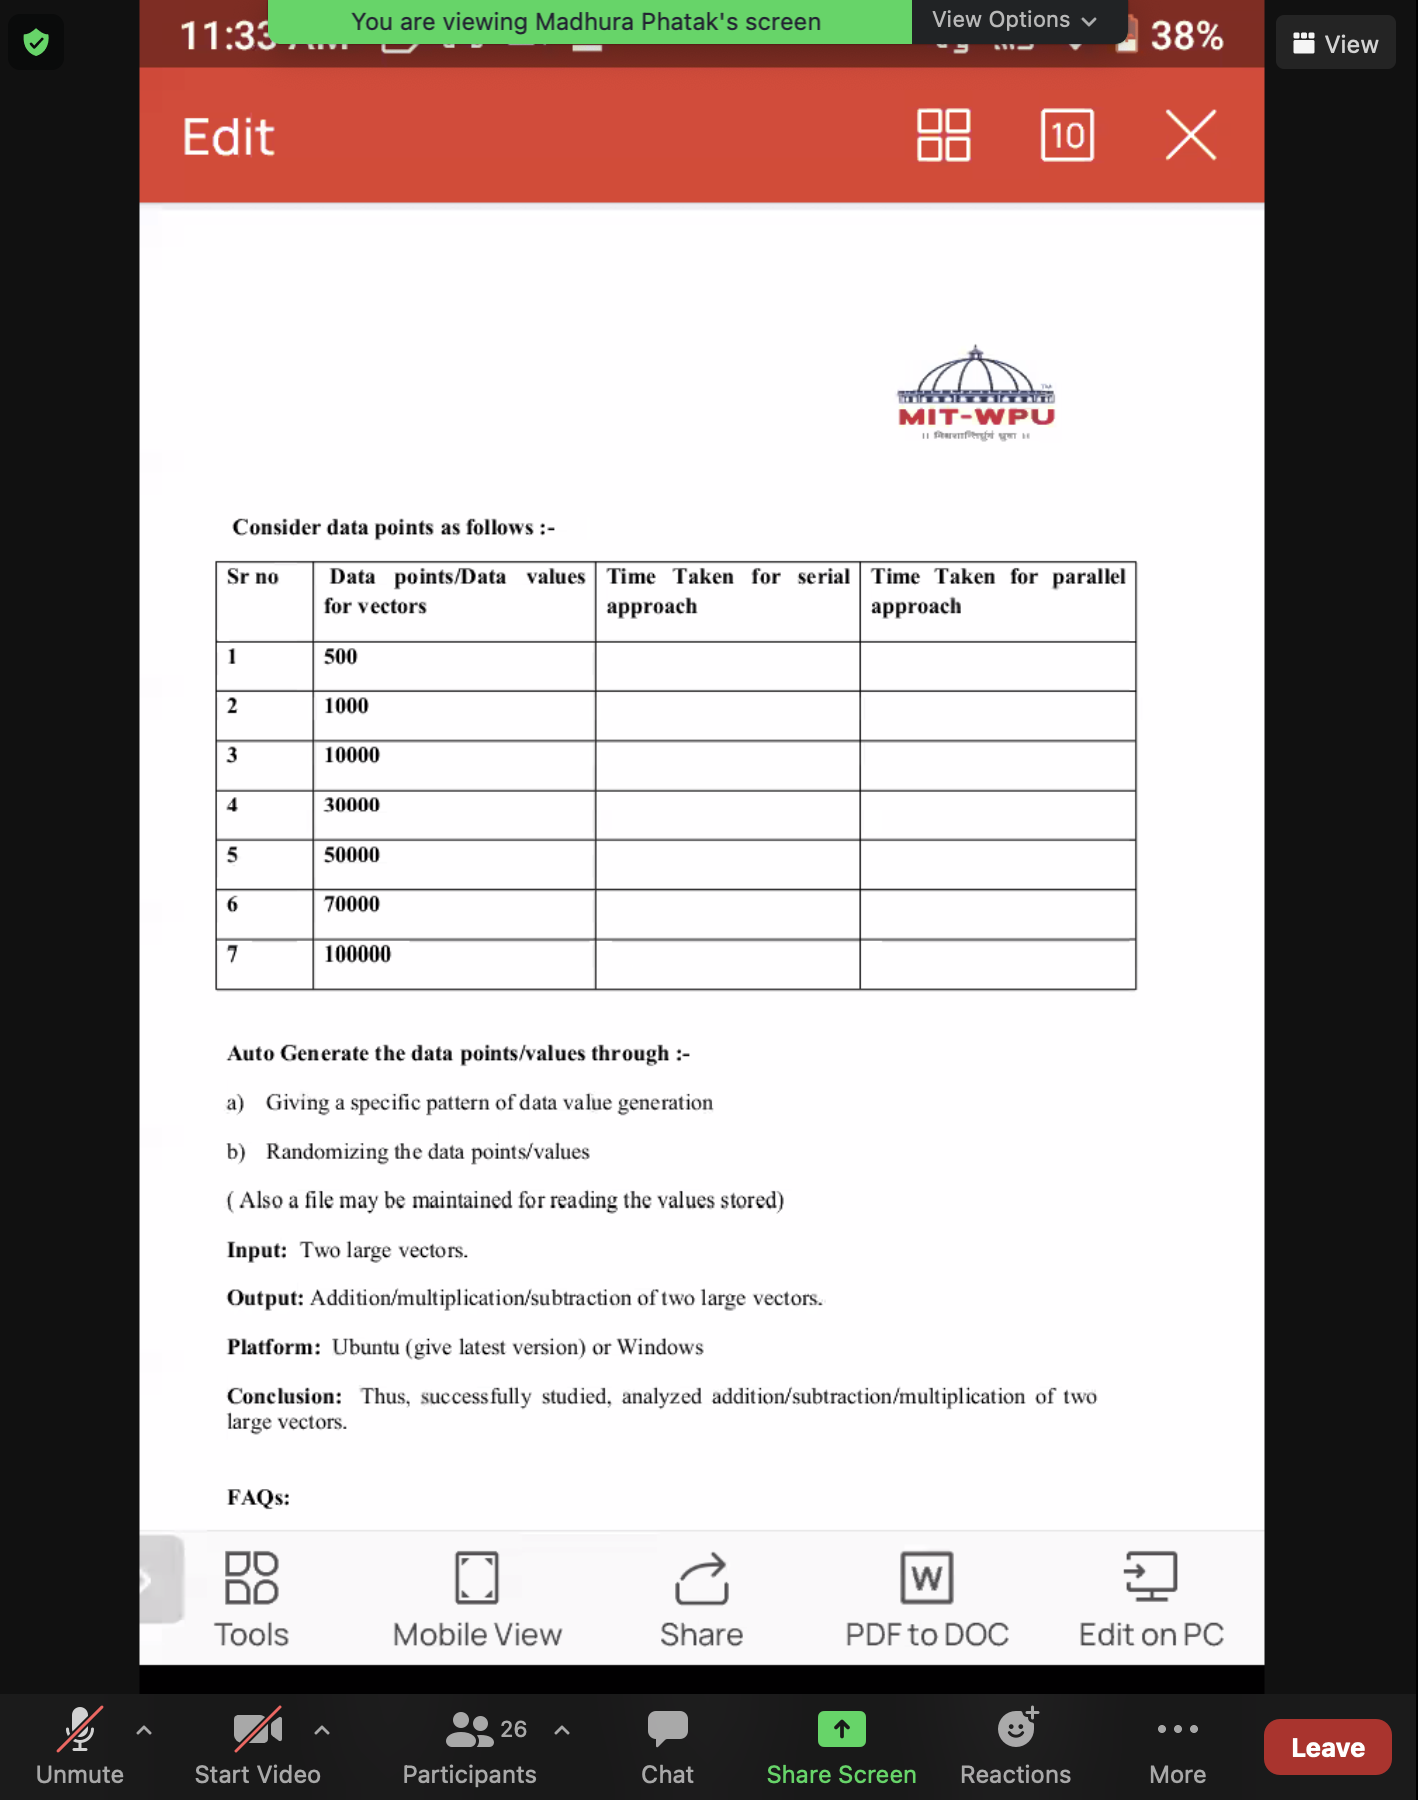 You are viewing Madhura Phatak's screen
View Options
11:33
38%
View
Edit
10
MIT-WPU
Consider data points as follows :-
Sr no Data points/Data values for vectors Time Taken for serial approach Time Taken for parallel approach
1 500
2 1000
3 10000
4 30000
5 50000
6 70000
7 100000
Auto Generate the data points/values through :-
a) Giving a specific pattern of data value generation
b) Randomizing the data points/values
( Also a file may be maintained for reading the values stored)
Input: Two large vectors.
Output: Addition/multiplication/subtraction of two large vectors.
Platform: Ubuntu (give latest version) or Windows
Conclusion: Thus, successfully studied, analyzed addition/subtraction/multiplication of two
large vectors.
FAQs:
W
Tools Mobile View Share PDF to DOC Edit on PC
26
Unmute Start Video Participants Chat Share Screen Reactions More Leave